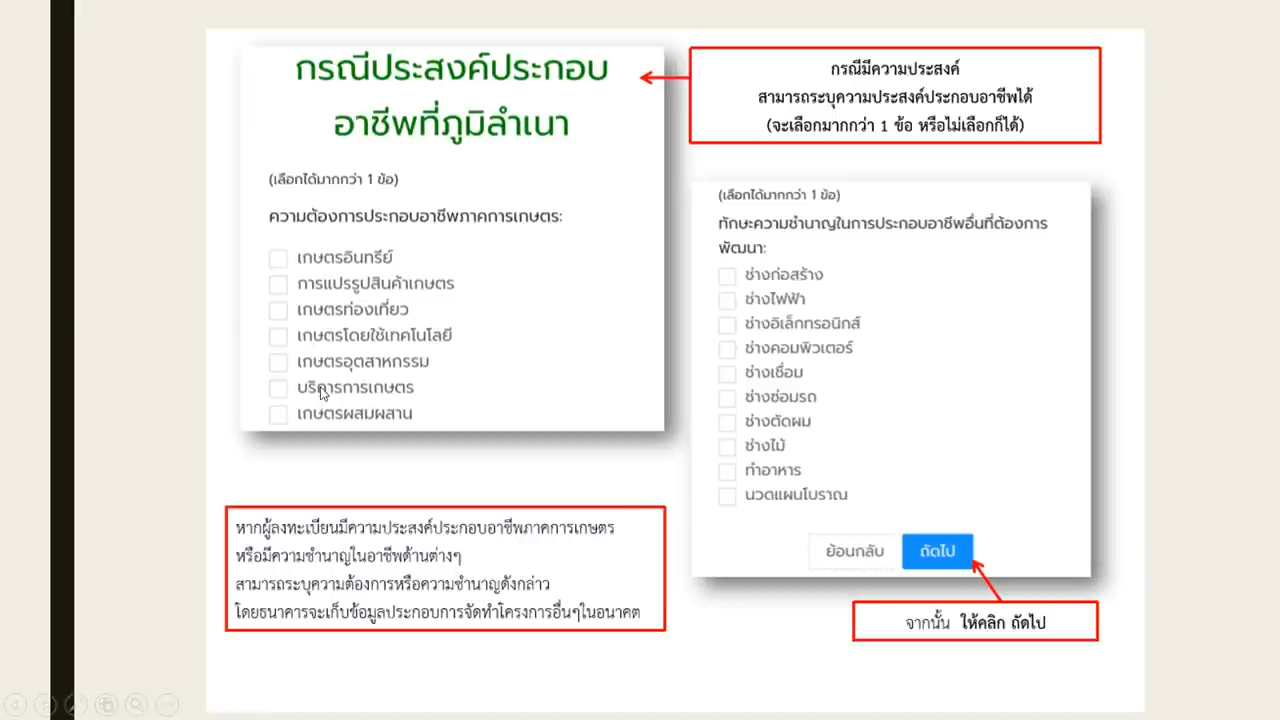 กรณีประสงค์ประกอบ
อาชีพที่ภูมิลำเนา
(เลือกได้มากกว่า 1 ข้อ)
ความต้องการประกอบอาชีพภาคการเกษตร:
เกษตรอินทรีย์
การแปรรูปสินค้าเกษตร
เกษตรท่องเที่ยว
เกษตรโดยใช้เทคโนโลยี
เกษตรอุตสาหกรรม
บริการการเกษตร
เกษตรผสมผสาน
กรณีมีความประสงค์
สามารถระบุความประสงค์ประกอบอาชีพได้
(จะเลือกมากกว่า 1 ข้อ หรือไม่เลือกก็ได้)
(เลือกได้มากกว่า 1 ข้อ)
ทักษะความชำนาญในการประกอบอาชีพอื่นที่ต้องการ
พัฒนา:
ช่างก่อสร้าง
ช่างไฟฟ้า
ช่างอิเล็กทรอนิกส์
ช่างคอมพิวเตอร์
ช่างเชื่อม
ช่างซ่อมรถ
ช่างตัดผม
ช่างไม้
ทำอาหาร
นวดแผนโบราณ
ย้อนกลับ ถัดไป
หากผู้ลงทะเบียนมีความประสงค์ประกอบอาชีพภาคการเกษตร
หรือมีความชำนาญในอาชีพด้านต่างๆ
สามารถระบุความต้องการหรือความชำนาญดังกล่าว
โดยธนาคารจะเก็บข้อมูลประกอบการจัดทำโครงการอื่นๆในอนาคต
จากนั้น ให้คลิก ถัดไป